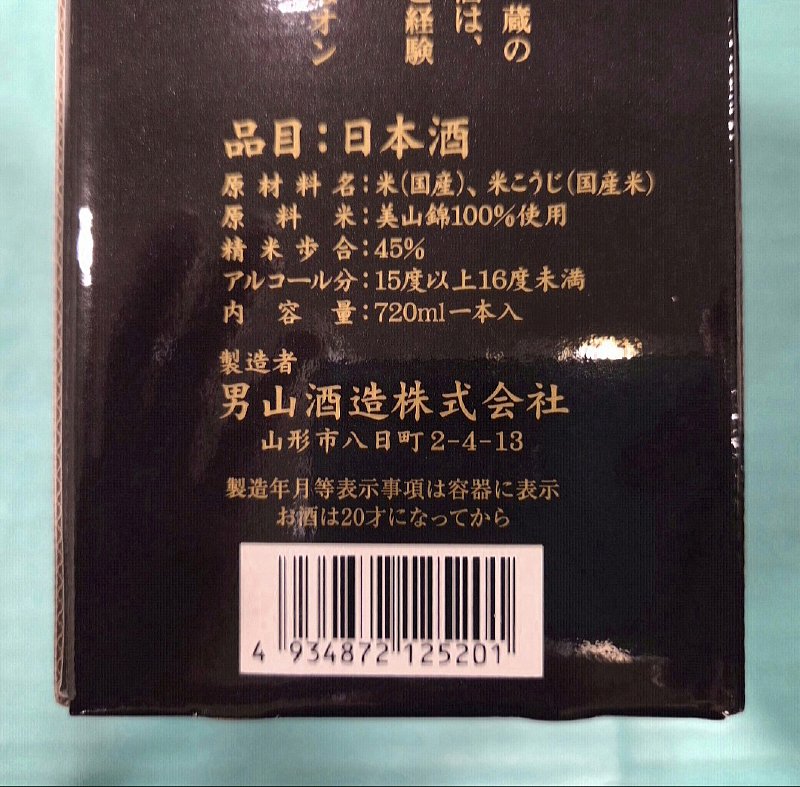 蔵の
は、
経験
オン
品目：日本酒
原材料名：米(国産)、米こうじ(国産米)
原料米：美山錦100%使用
精米歩合：45%
アルコール分：15度以上16度未満
内容量：720ml一本入
製造者
男山酒造株式会社
山形市八日町2-4-13
製造年月等表示事項は容器に表示
お酒は20才になってから
4 934872 125201